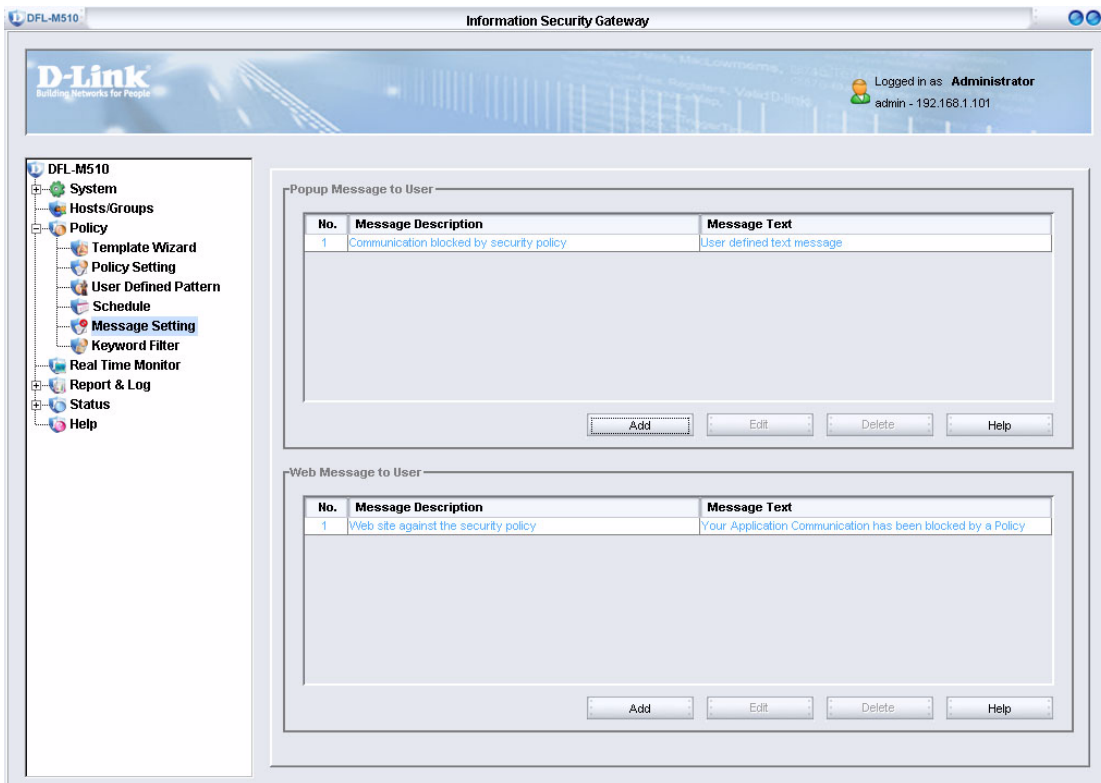 DFL-M510
Information Security Gateway
D-Link
Building Networks for People
Logged in as Administrator
admin - 192.168.1.101
DFL-M510
System
Hosts/Groups
Policy
Template Wizard
Policy Setting
User Defined Pattern
Schedule
Message Setting
Keyword Filter
Real Time Monitor
Report & Log
Status
Help
Popup Message to User
No. Message Description Message Text
1 Communication blocked by security policy User defined text message
Add Edit Delete Help
Web Message to User
No. Message Description Message Text
1 Web site against the security policy Your Application Communication has been blocked by a Policy
Add Edit Delete Help